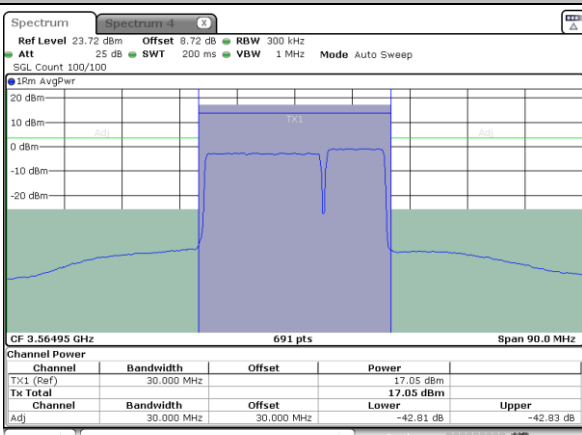 Spectrum Spectrum 4 X
Ref Level 23.72 dBm Offset 8.72 dB RBW 300 kHz
Att 25 dB SWT 200 ms VBW 1 MHz Mode Auto Sweep
SGL Count 100/100
1Rm AvgPwr
20 dBm
TX1
10 dBm
Adj Adj
0 dBm
-10 dBm
-20 dBm
CF 3.56495 GHz 691 pts Span 90.0 MHz
Channel Power
Channel Bandwidth Offset Power
TX1 (Ref) 30.000 MHz 17.05 dBm
Tx Total 17.05 dBm
Channel Bandwidth Offset Lower Upper
Adj 30.000 MHz 30.000 MHz -42.81 dB -42.83 dB